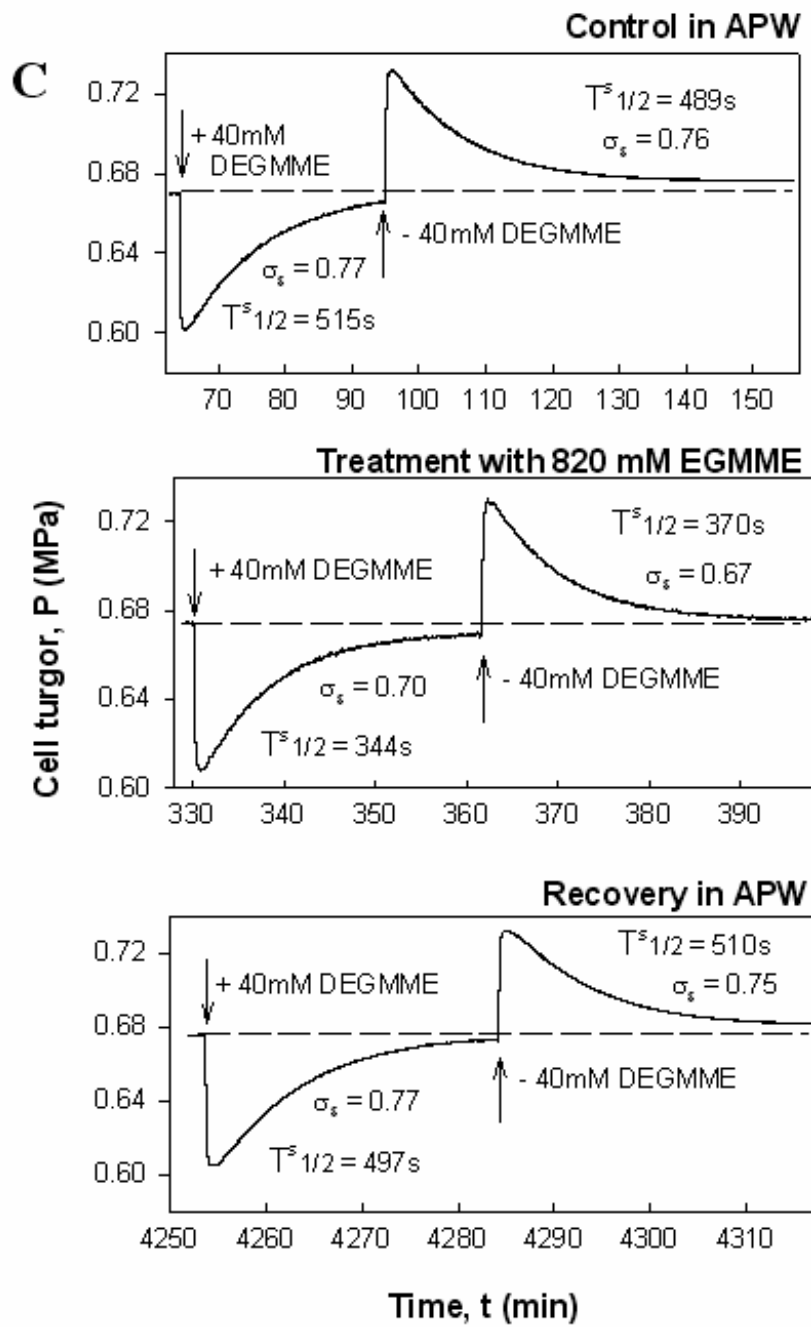 C
Control in APW
0.72
0.68
0.64
0.60
+ 40mM
DEGMME
T^s 1/2 = 489s
σ_s = 0.76
- 40mM DEGMME
σ_s = 0.77
T^s 1/2 = 515s
70 80 90 100 110 120 130 140 150
Treatment with 820 mM EGMME
Cell turgor, P (MPa)
0.72
0.68
0.64
0.60
+ 40mM DEGMME
T^s 1/2 = 370s
σ_s = 0.67
σ_s = 0.70
- 40mM DEGMME
T^s 1/2 = 344s
330 340 350 360 370 380 390
Recovery in APW
0.72
0.68
0.64
0.60
+ 40mM DEGMME
T^s 1/2 = 510s
σ_s = 0.75
- 40mM DEGMME
σ_s = 0.77
T^s 1/2 = 497s
4250 4260 4270 4280 4290 4300 4310
Time, t (min)